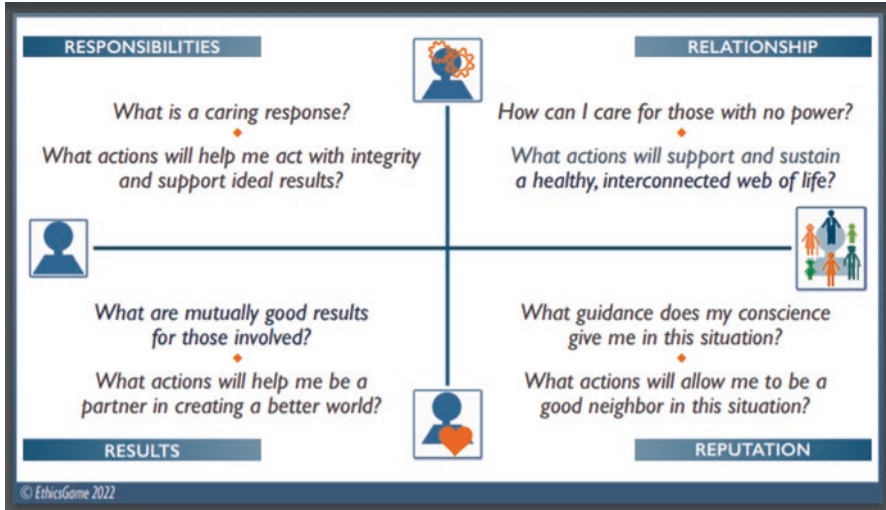 RESPONSIBILITIES
What is a caring response?
What actions will help me act with integrity
and support ideal results?
RELATIONSHIP
How can I care for those with no power?
What actions will support and sustain
a healthy, interconnected web of life?
What are mutually good results
for those involved?
What actions will help me be a
partner in creating a better world?
RESULTS
What guidance does my conscience
give me in this situation?
What actions will allow me to be a
good neighbor in this situation?
REPUTATION
© EthicsGame 2022